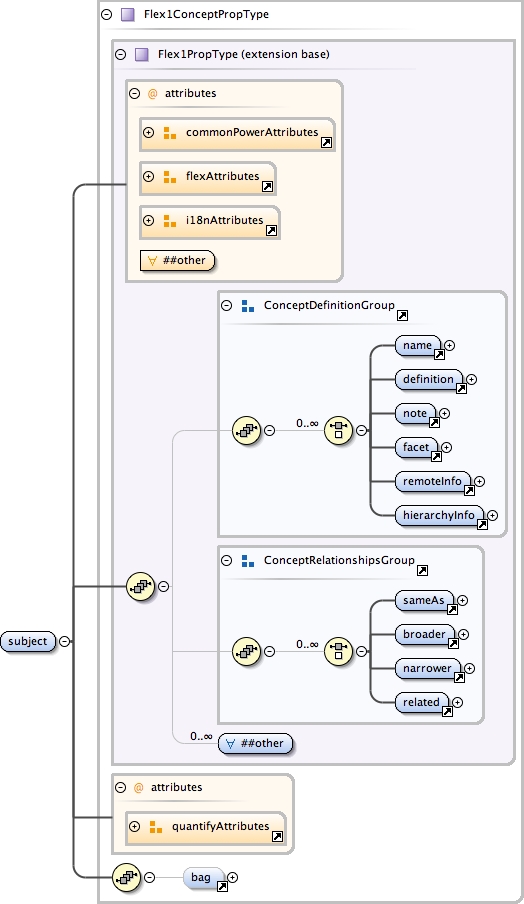 Flex1ConceptPropType
Flex1PropType (extension base)
@ attributes
commonPowerAttributes
flexAttributes
i18nAttributes
##other
ConceptDefinitionGroup
name
definition
0..∞
note
facet
remoteInfo
hierarchyInfo
ConceptRelationshipsGroup
sameAs
broader
0..∞
narrower
related
subject
0..∞
##other
@ attributes
quantifyAttributes
bag